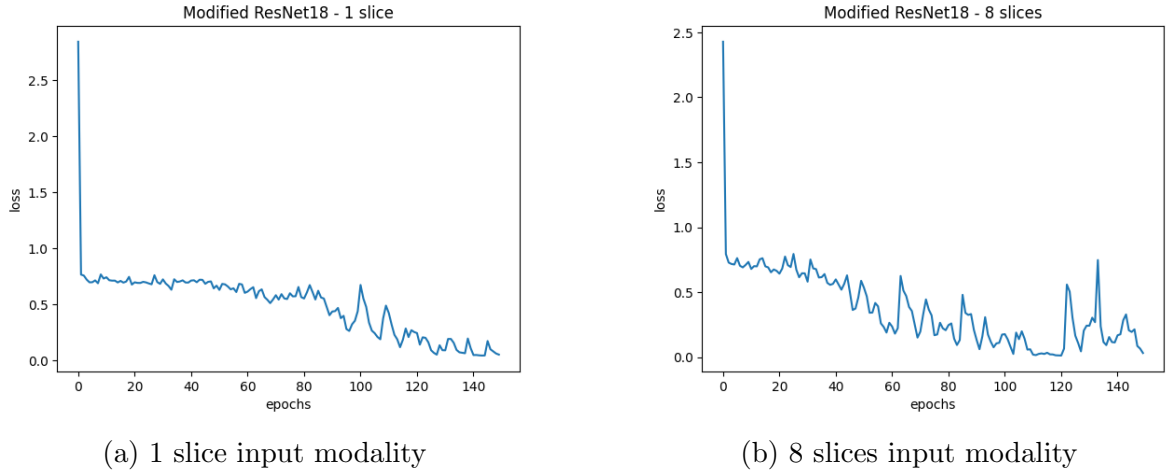 Modified ResNet18 - 1 slice
2.5
2.0
1.5
1.0
0.5
0.0
loss
0 20 40 60 80 100 120 140
epochs
(a) 1 slice input modality
Modified ResNet18 - 8 slices
2.5
2.0
1.5
1.0
0.5
0.0
loss
0 20 40 60 80 100 120 140
epochs
(b) 8 slices input modality